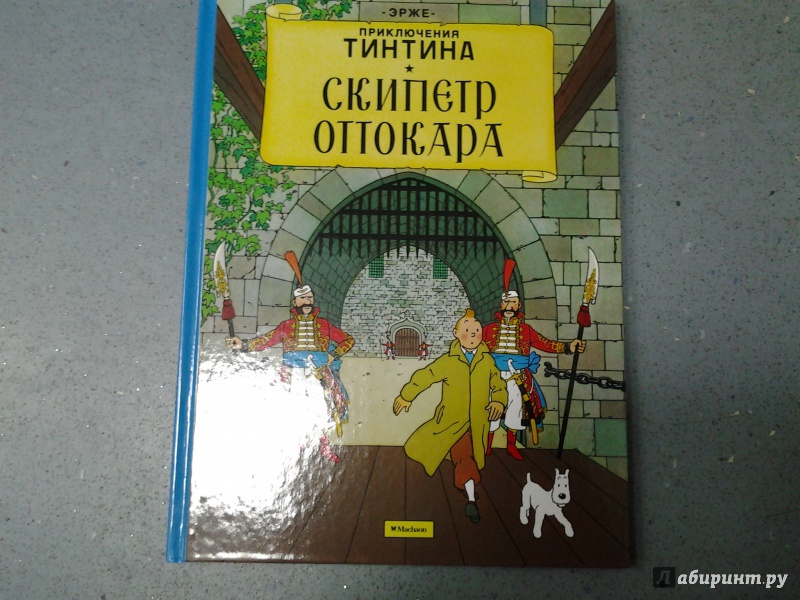 -ЭРЖЕ-
ПРИКЛЮЧЕНИЯ
ТИНТИНА
СКИПЕТР
ОТТОКАРА
Machaon
Лабиринт.ру